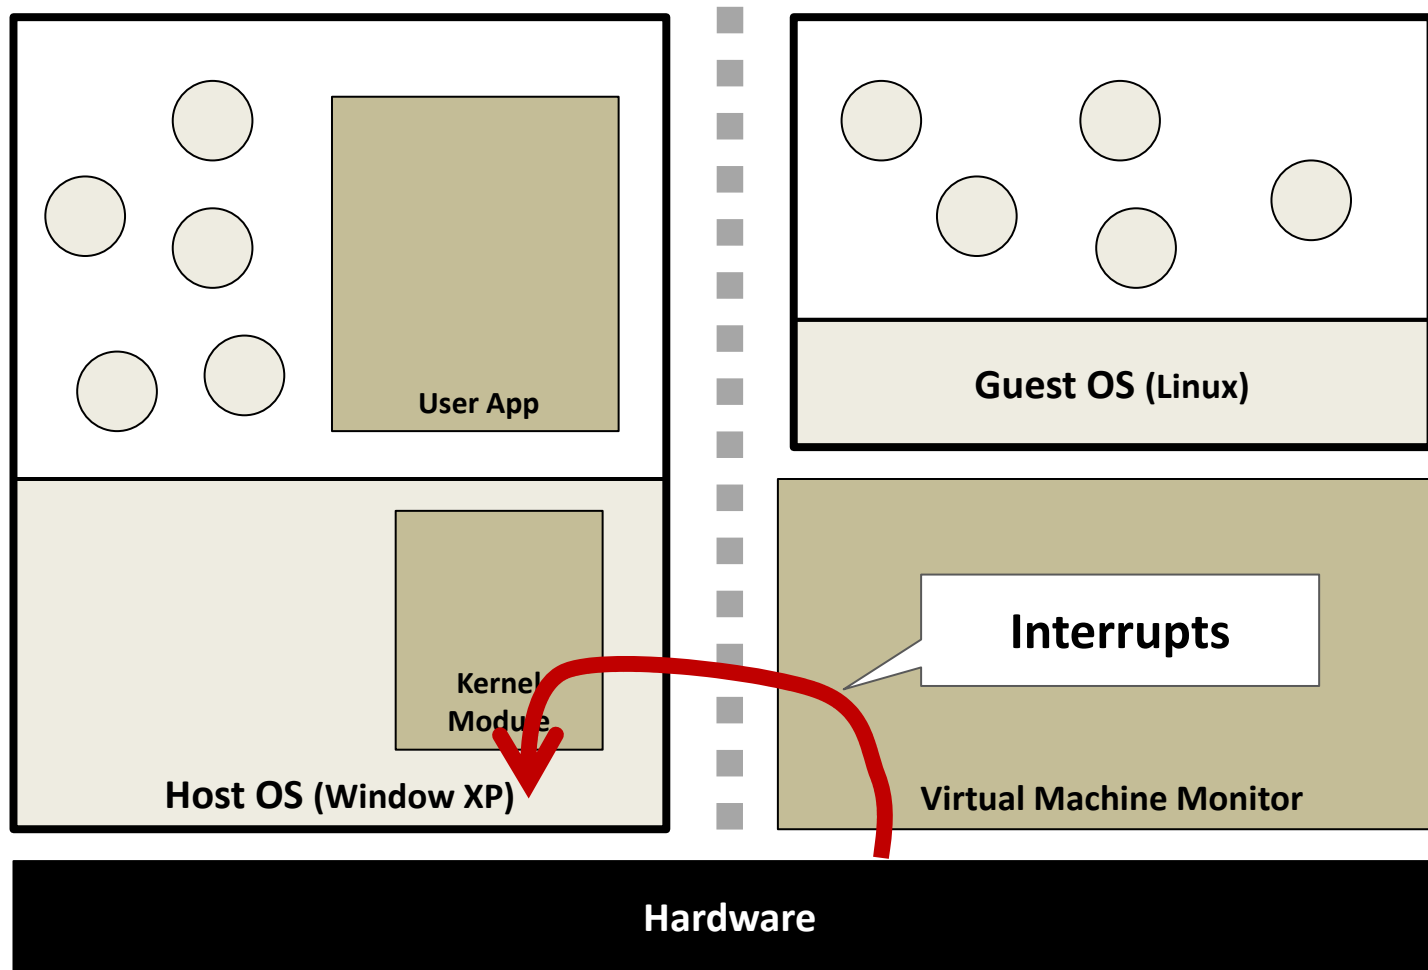 User App
Guest OS (Linux)
Interrupts
Kernel
Module
Host OS (Window XP)
Virtual Machine Monitor
Hardware